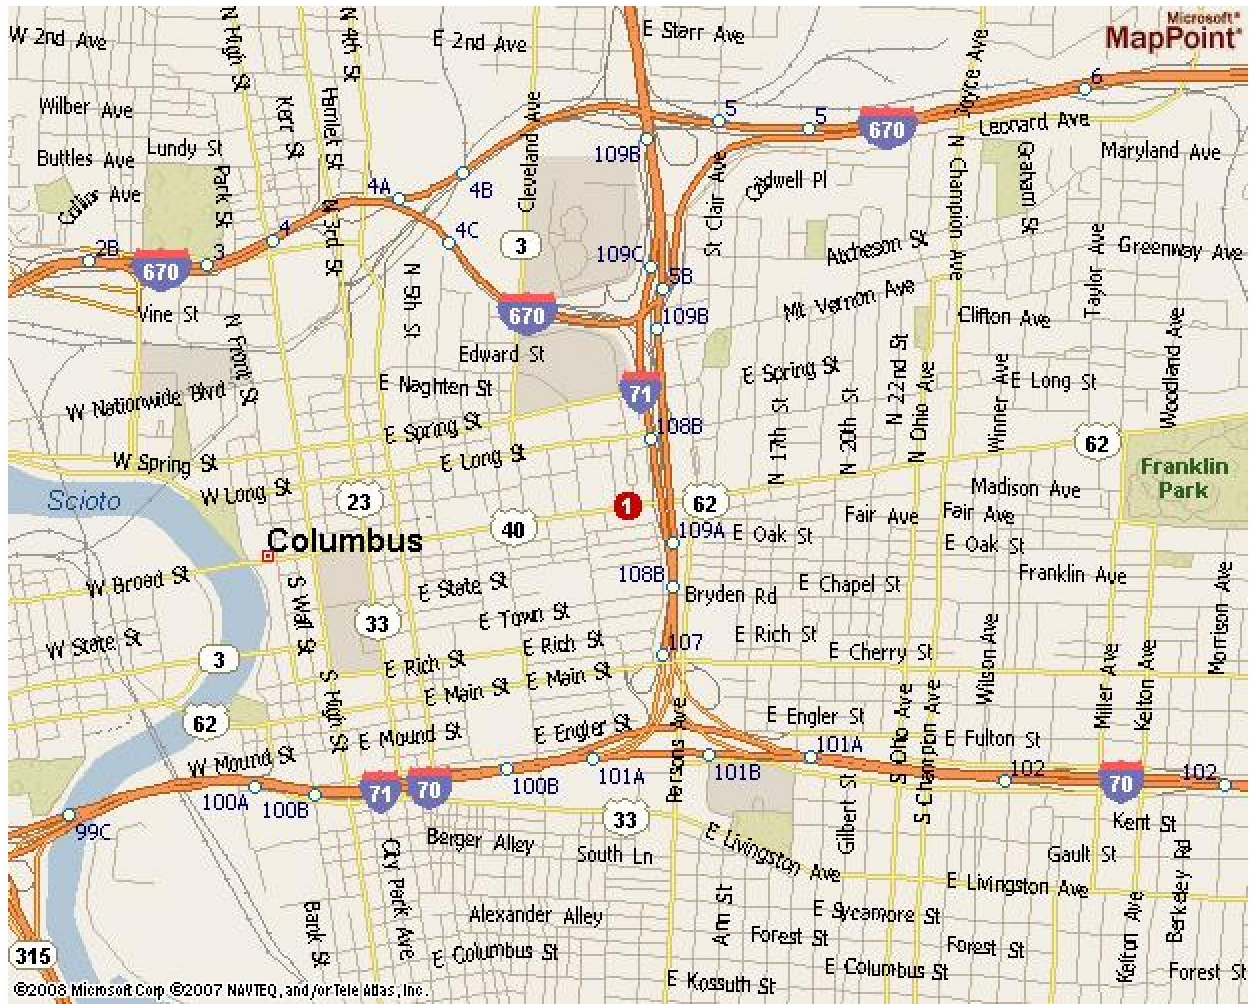 Microsoft®
MapPoint®
W 2nd Ave
N High St
N 4th St
E 2nd Ave
E Starr Ave
Joyce Ave
6
Wilber Ave
Kerr St
Hamlet St
Cleveland Ave
5
5
670
Leonard Ave
Buttles Ave
Lundy St
109B
N Champion Ave
Graham St
Maryland Ave
Collier Ave
Park St
4A
4B
St Clair Ave
Caldwell Pl
2B
3
4
N 3rd St
4C
3
109C
Atcheson St
Taylor Ave
Greenway Ave
670
N 5th St
5B
Mt Vernon Ave
Vine St
670
109B
Clifton Ave
N Front St
Edward St
E Spring St
N 22nd St
Woodland Ave
W Nationwide Blvd
E Naghten St
71
N 17th St
N 20th St
N Ohio Ave
Winner Ave
E Long St
E Spring St
108B
62
W Spring St
E Long St
Franklin
Park
Scioto
W Long St
23
1
62
Madison Ave
40
Fair Ave
Fair Ave
Columbus
109A
E Oak St
E Oak St
W Broad St
E State St
108B
Bryden Rd
E Chapel St
Franklin Ave
S Wall St
33
E Town St
W State St
3
E Rich St
E Rich St
107
E Rich St
E Cherry St
Wilson Ave
Morrison Ave
E Main St
E Main St
Miller Ave
Kelton Ave
62
S High St
E Mound St
E Engler St
Parsons Ave
E Engler St
S Ohio Ave
S Champion Ave
E Fulton St
W Mound St
101A
100A
100B
71
70
100B
101A
101B
102
70
102
99C
33
Gilbert St
Kent St
City Park Ave
Berger Alley
South Ln
E Livingston Ave
Gault St
Berkeley Rd
E Livingston Ave
Bank St
Alexander Alley
Ann St
E Sycamore St
Kelton Ave
315
E Columbus St
Forest St
Forest St
E Columbus St
Forest St
E Kossuth St
©2008 Microsoft Corp ©2007 NAVTEQ, and/or Tele Atlas, Inc.